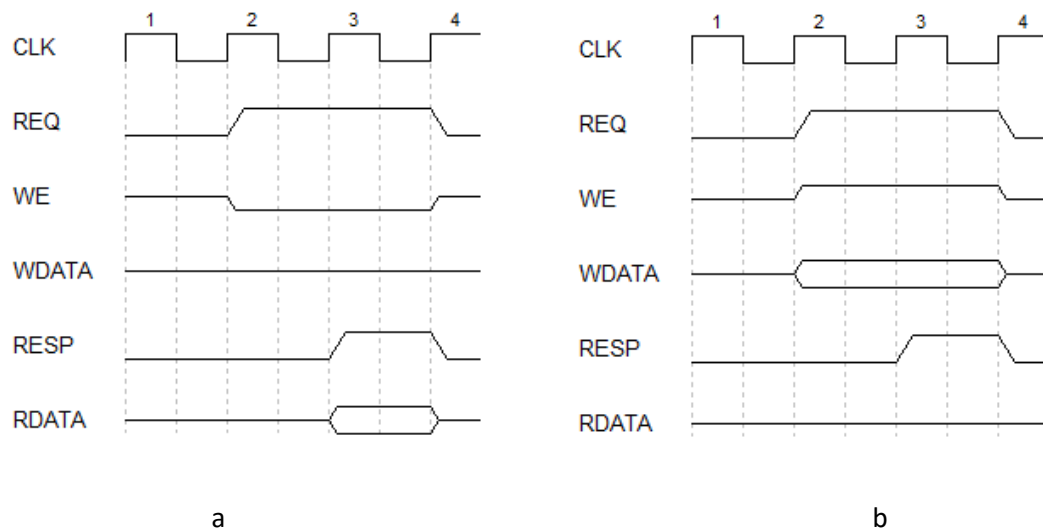 1 2 3 4
CLK
REQ
WE
WDATA
RESP
RDATA
a
1 2 3 4
CLK
REQ
WE
WDATA
RESP
RDATA
b